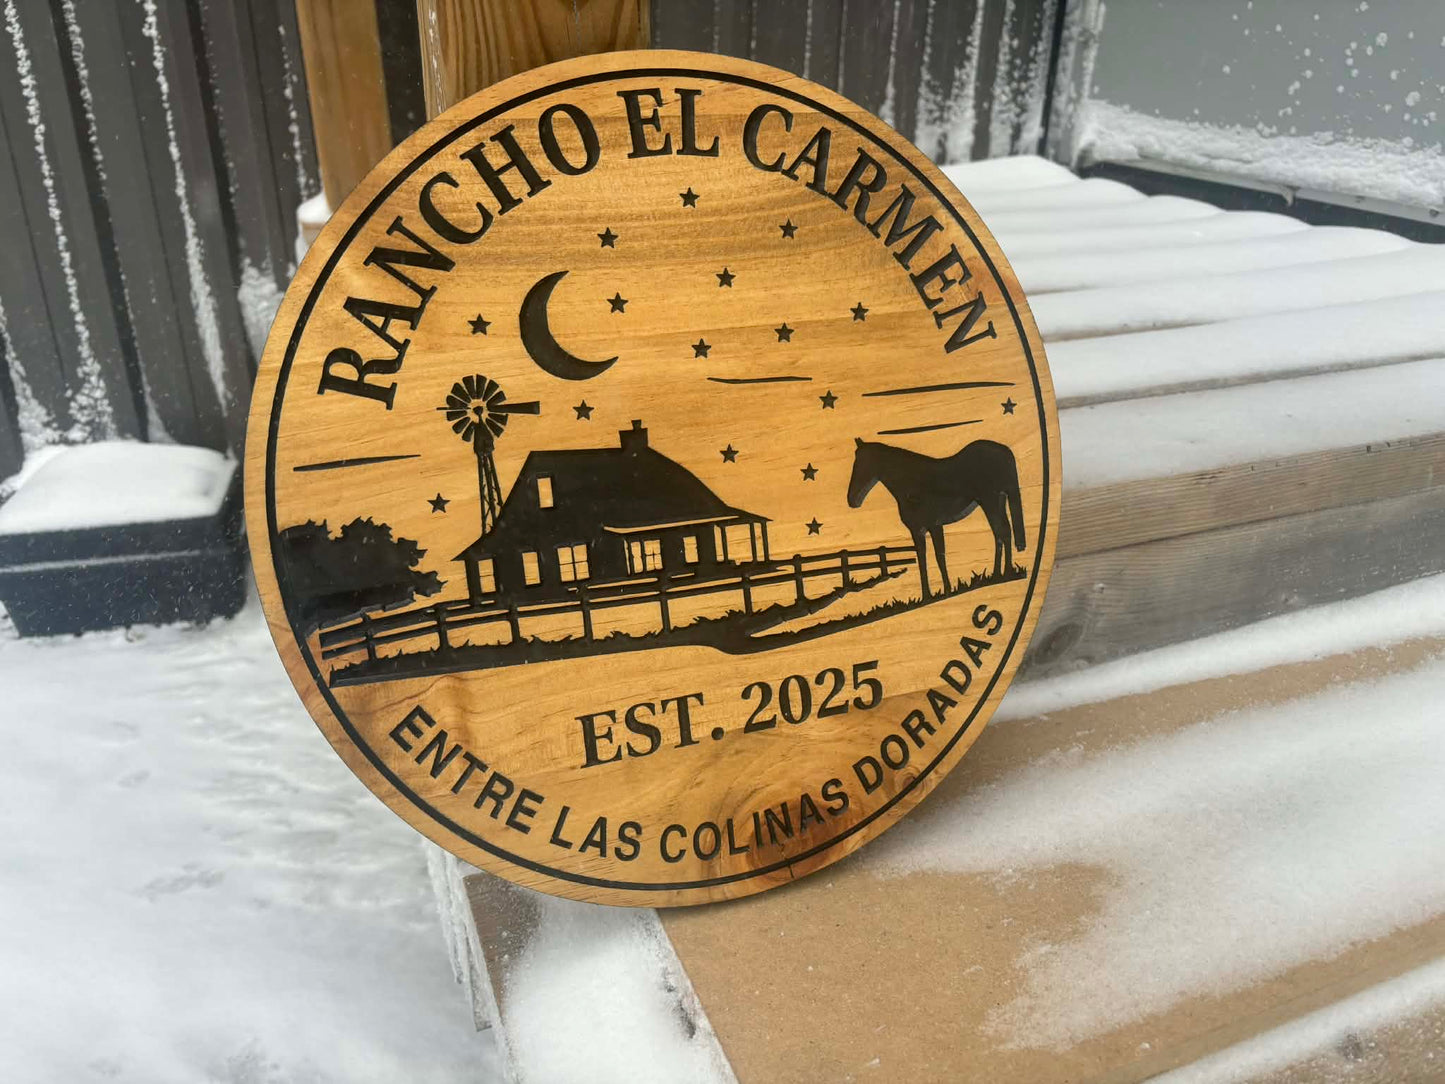 RANCHO EL CARMEN
EST. 2025
ENTRE LAS COLINAS DORADAS